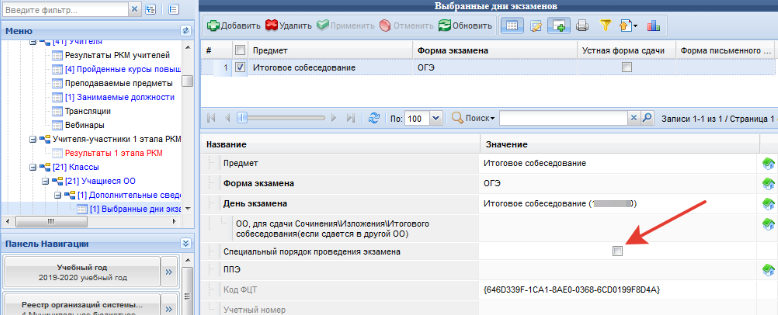 Выбранные дни экзаменов
Введите фильтр...
Добавить Удалить Применить Отменить Обновить
Меню
[41] Учителя
Результаты РКМ учителей
[4] Пройденные курсы повыш
Преподаваемые предметы
[1] Занимаемые должности
Трансляции
Вебинары
Учителя-участники 1 этапа РКМ
Результаты 1 этапа РКМ
[21] Классы
[21] Учащиеся ОО
[1] Дополнительные сведе
[1] Выбранные дни экза
Панель Навигации
Учебный год
2019-2020 учебный год
Реестр организаций системы...
# Предмет Форма экзамена Устная форма сдачи Форма письменного ...
1 Итоговое собеседование ОГЭ
По: 100 Поиск Записи 1-1 из 1 / Страница 1
Название Значение
Предмет Итоговое собеседование
Форма экзамена ОГЭ
День экзамена Итоговое собеседование (
ОО, для сдачи Сочинения\Изложения\Итогового
собеседования(если сдается в другой ОО)
Специальный порядок проведения экзамена
ППЭ
Код ФЦТ {646D339F-1CA1-8AE0-0368-6CD0199F8D4A}
Учетный номер